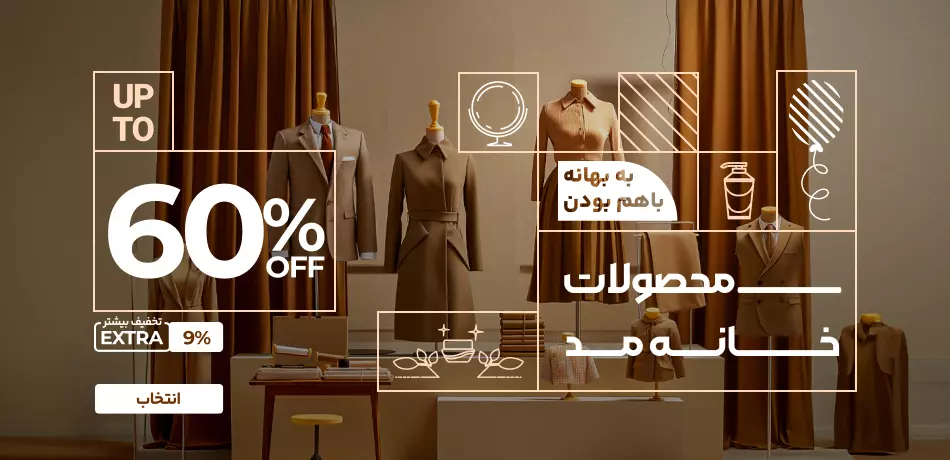 UP
TO
60% OFF
تخفیف بیشتر
EXTRA 9%
انتخاب
به بهانه
باهم بودن
محصولات
خانه مد